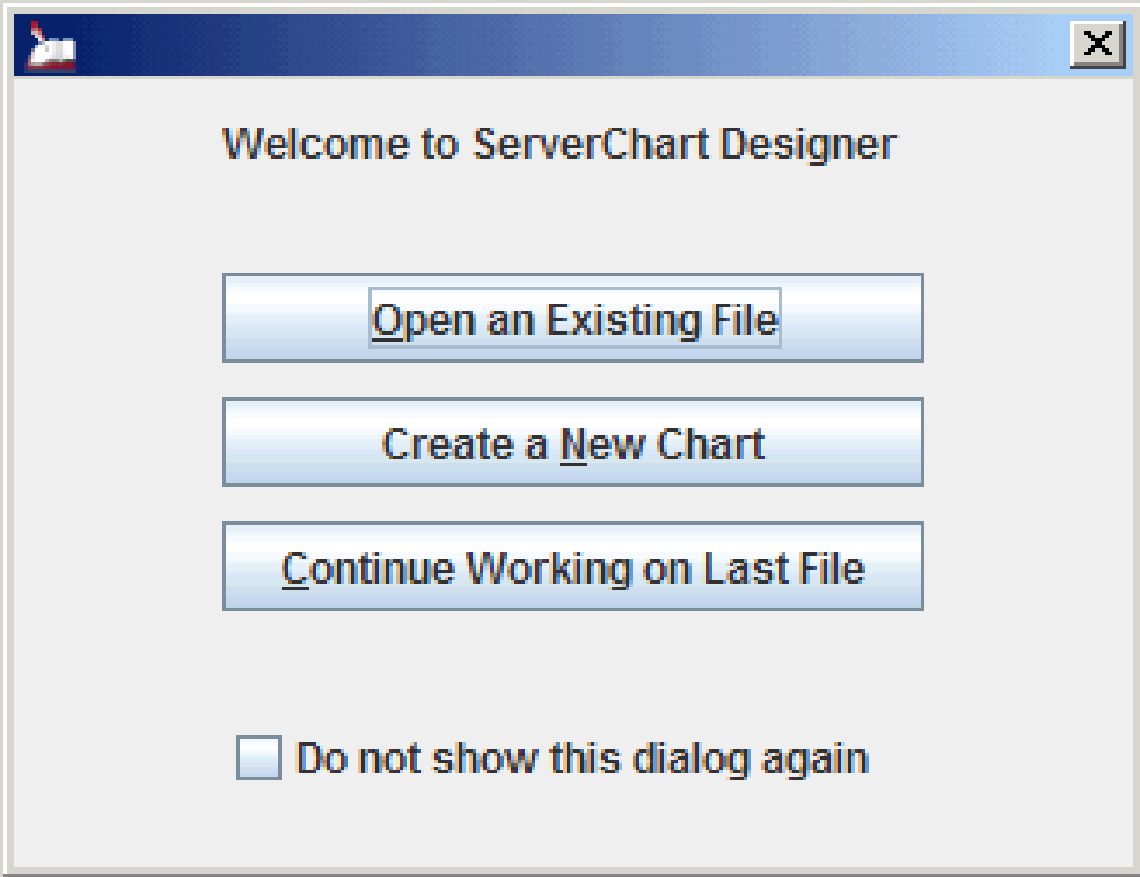 Welcome to ServerChart Designer
Open an Existing File
Create a New Chart
Continue Working on Last File
Do not show this dialog again